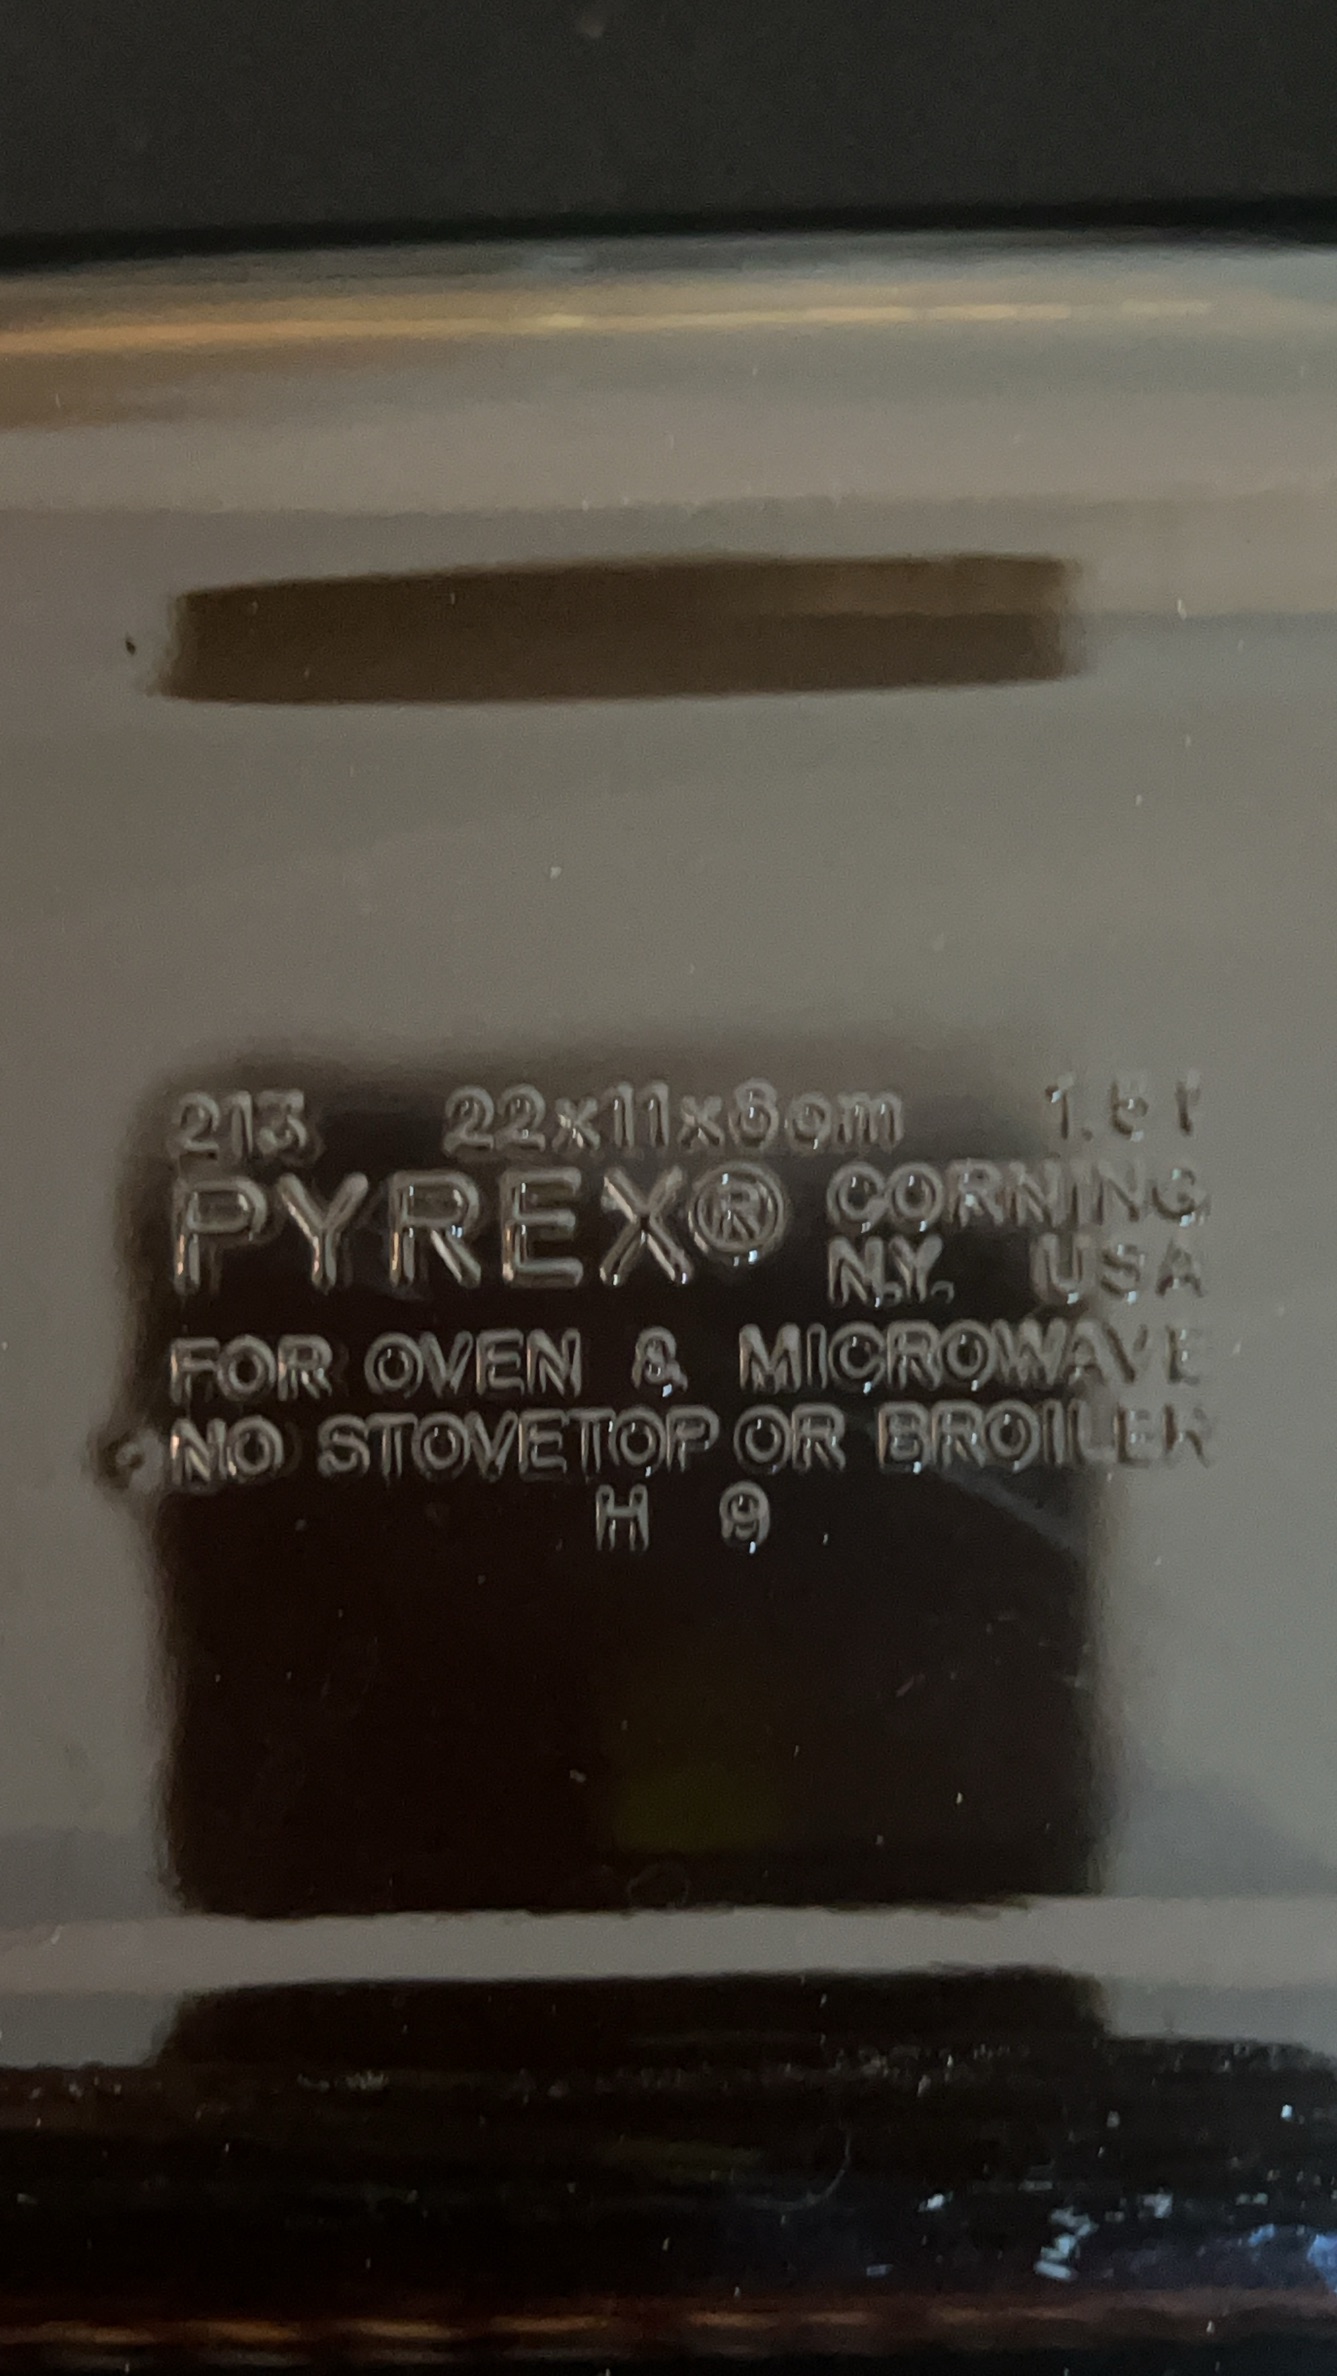 213 22x11x6cm 1.5 l
PYREX® CORNING
N.Y. USA
FOR OVEN & MICROWAVE
NO STOVETOP OR BROILER
H 9